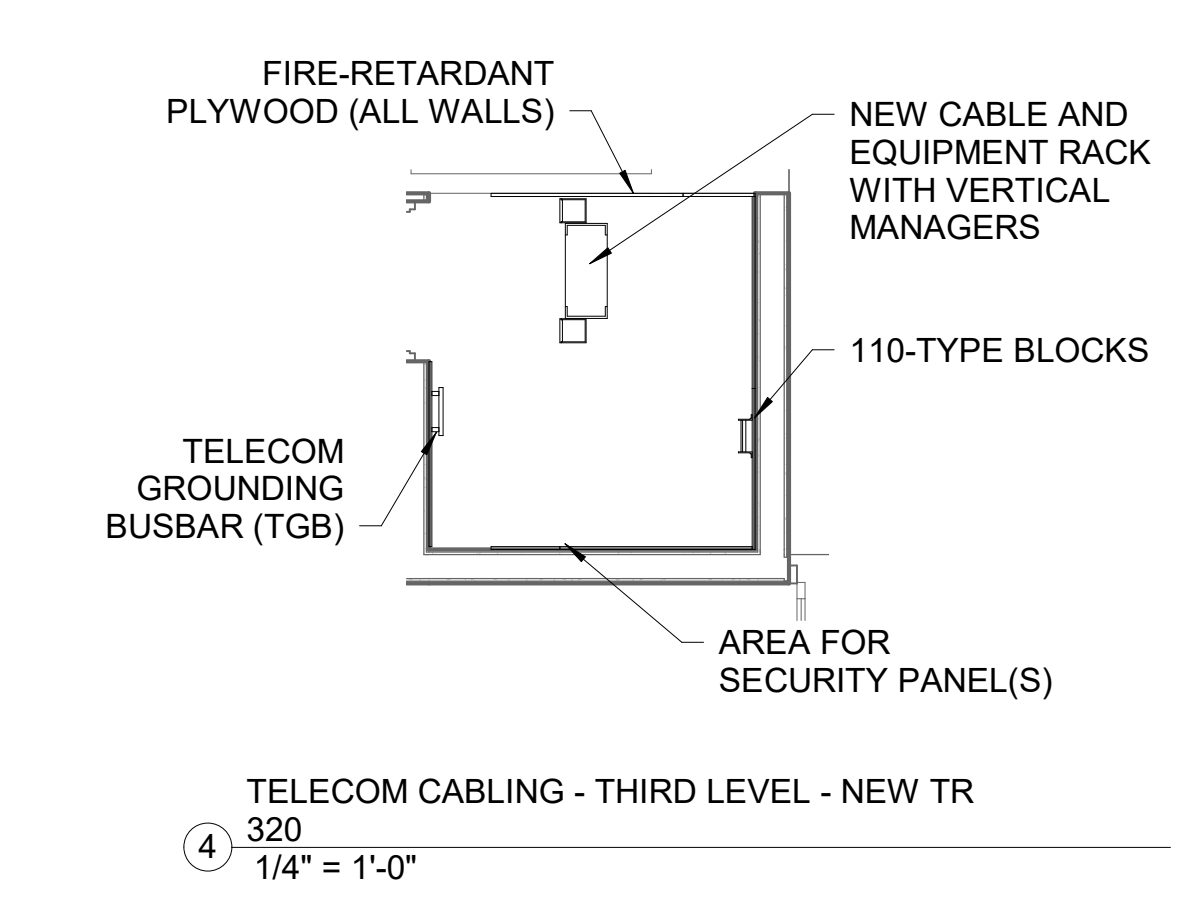 FIRE-RETARDANT
PLYWOOD (ALL WALLS)
NEW CABLE AND
EQUIPMENT RACK
WITH VERTICAL
MANAGERS
110-TYPE BLOCKS
TELECOM
GROUNDING
BUSBAR (TGB)
AREA FOR
SECURITY PANEL(S)
TELECOM CABLING - THIRD LEVEL - NEW TR
320
4
1/4" = 1'-0"